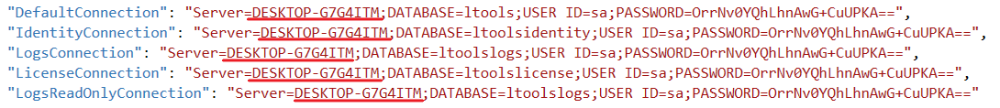 "DefaultConnection": "Server=DESKTOP-G7G4ITM;DATABASE=ltools;USER ID=sa;PASSWORD=OrrNv0YQhLhnAwG+CuUPKA==",
"IdentityConnection": "Server=DESKTOP-G7G4ITM;DATABASE=ltoolsidentity;USER ID=sa;PASSWORD=OrrNv0YQhLhnAwG+CuUPKA==",
"LogsConnection": "Server=DESKTOP-G7G4ITM;DATABASE=ltoolslogs;USER ID=sa;PASSWORD=OrrNv0YQhLhnAwG+CuUPKA==",
"LicenseConnection": "Server=DESKTOP-G7G4ITM;DATABASE=ltoolslicense;USER ID=sa;PASSWORD=OrrNv0YQhLhnAwG+CuUPKA==",
"LogsReadOnlyConnection": "Server=DESKTOP-G7G4ITM;DATABASE=ltoolslogs;USER ID=sa;PASSWORD=OrrNv0YQhLhnAwG+CuUPKA=="